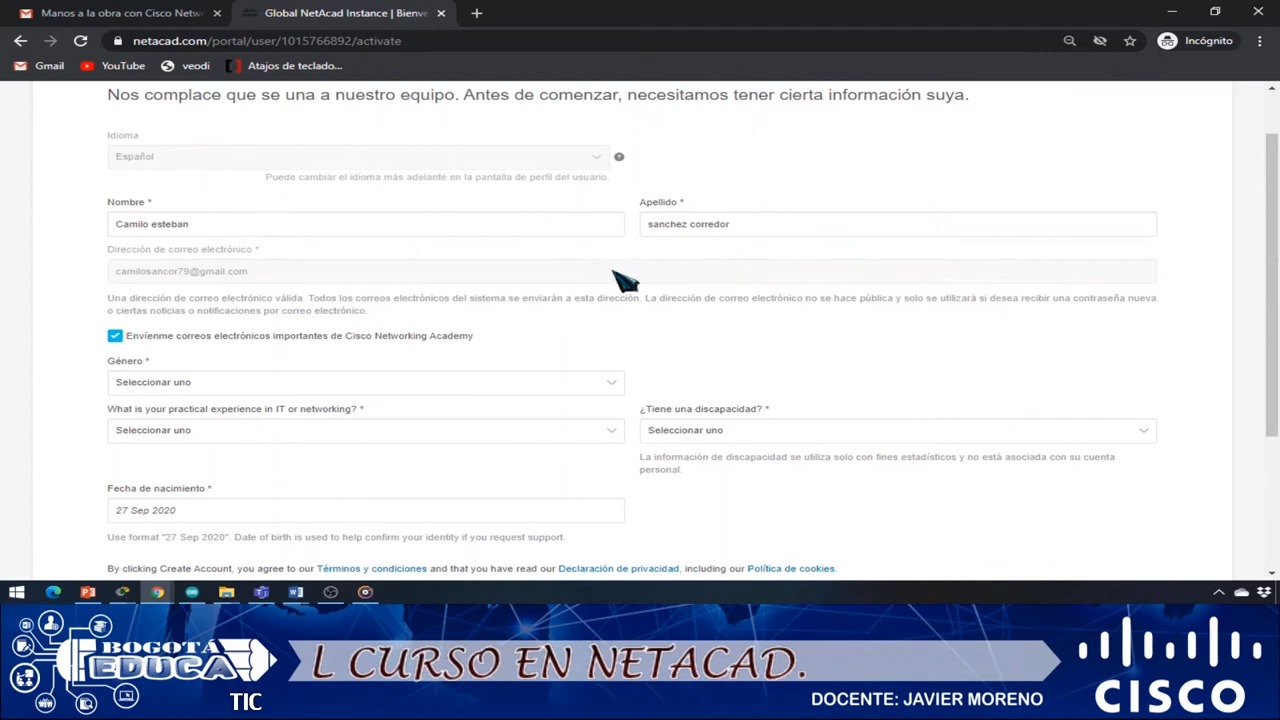 Manos a la obra con Cisco Netw
Global NetAcad Instance | Bienve
netacad.com/portal/user/1015766892/activate
Incógnito
Gmail
YouTube
veodi
Atajos de teclado...
Nos complace que se una a nuestro equipo. Antes de comenzar, necesitamos tener cierta información suya.
Idioma
Español
Puede cambiar el idioma más adelante en la pantalla de perfil del usuario.
Nombre *
Apellido *
Camilo esteban
sanchez corredor
Dirección de correo electrónico *
camilosancor79@gmail.com
Una dirección de correo electrónico válida. Todos los correos electrónicos del sistema se enviarán a esta dirección. La dirección de correo electrónico no se hace pública y solo se utilizará si desea recibir una contraseña nueva
o ciertas noticias o notificaciones por correo electrónico.
Envíenme correos electrónicos importantes de Cisco Networking Academy
Género *
Seleccionar uno
What is your practical experience in IT or networking? *
¿Tiene una discapacidad? *
Seleccionar uno
Seleccionar uno
La información de discapacidad se utiliza solo con fines estadísticos y no está asociada con su cuenta
personal.
Fecha de nacimiento *
27 Sep 2020
Use format "27 Sep 2020". Date of birth is used to help confirm your identity if you request support.
By clicking Create Account, you agree to our Términos y condiciones and that you have read our Declaración de privacidad, including our Política de cookies.
BOGOTÁ
EDUCA
TIC
L CURSO EN NETACAD.
DOCENTE: JAVIER MORENO
CISCO